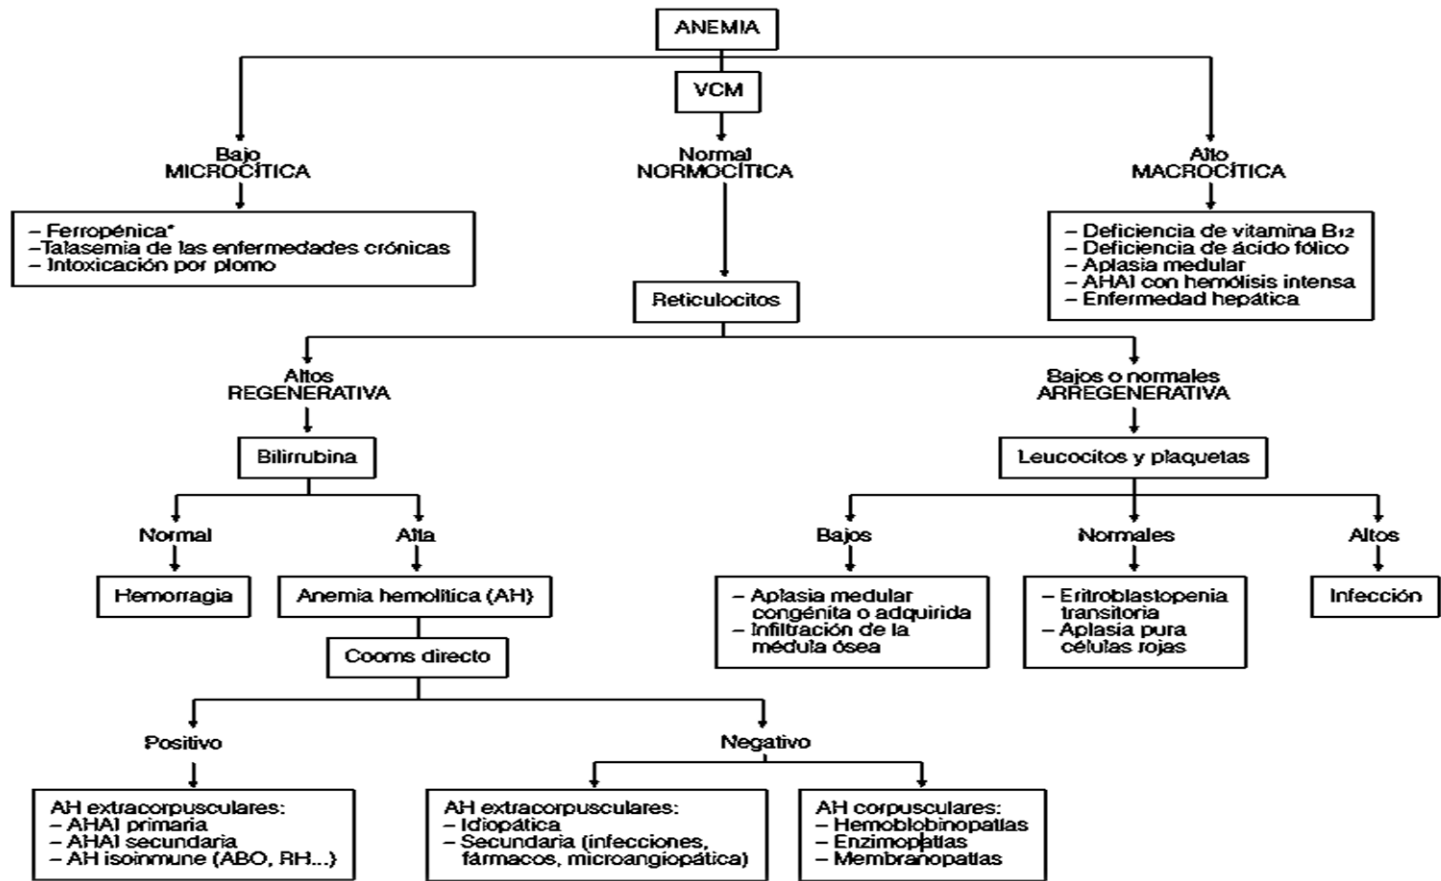 ANEMIA
VCM
Bajo
MICROCÍTICA
Normal
NORMOCÍTICA
Alto
MACROCÍTICA
– Ferropénica*
–Talasemia de las enfermedades crónicas
– Intoxicación por plomo
– Deficiencia de vitamina B₁₂
– Deficiencia de ácido fólico
– Aplasia medular
– AHAI con hemólisis intensa
– Enfermedad hepática
Reticulocitos
Altos
REGENERATIVA
Bajos o normales
ARREGENERATIVA
Bilirrubina
Leucocitos y plaquetas
Normal
Alta
Bajos
Normales
Altos
Hemorragia
Anemia hemolítica (AH)
– Aplasia medular
congénita o adquirida
– Infiltración de la
médula ósea
– Eritroblastopenia
transitoria
– Aplasia pura
células rojas
Infección
Cooms directo
Positivo
Negativo
AH extracorpusculares:
– AHAI primaria
– AHAI secundaria
– AH isoinmune (ABO, RH...)
AH extracorpusculares:
– Idiopática
– Secundaria (infecciones,
fármacos, microangiopática)
AH corpusculares:
– Hemoblobinopatías
– Enzimopatías
– Membranopatías